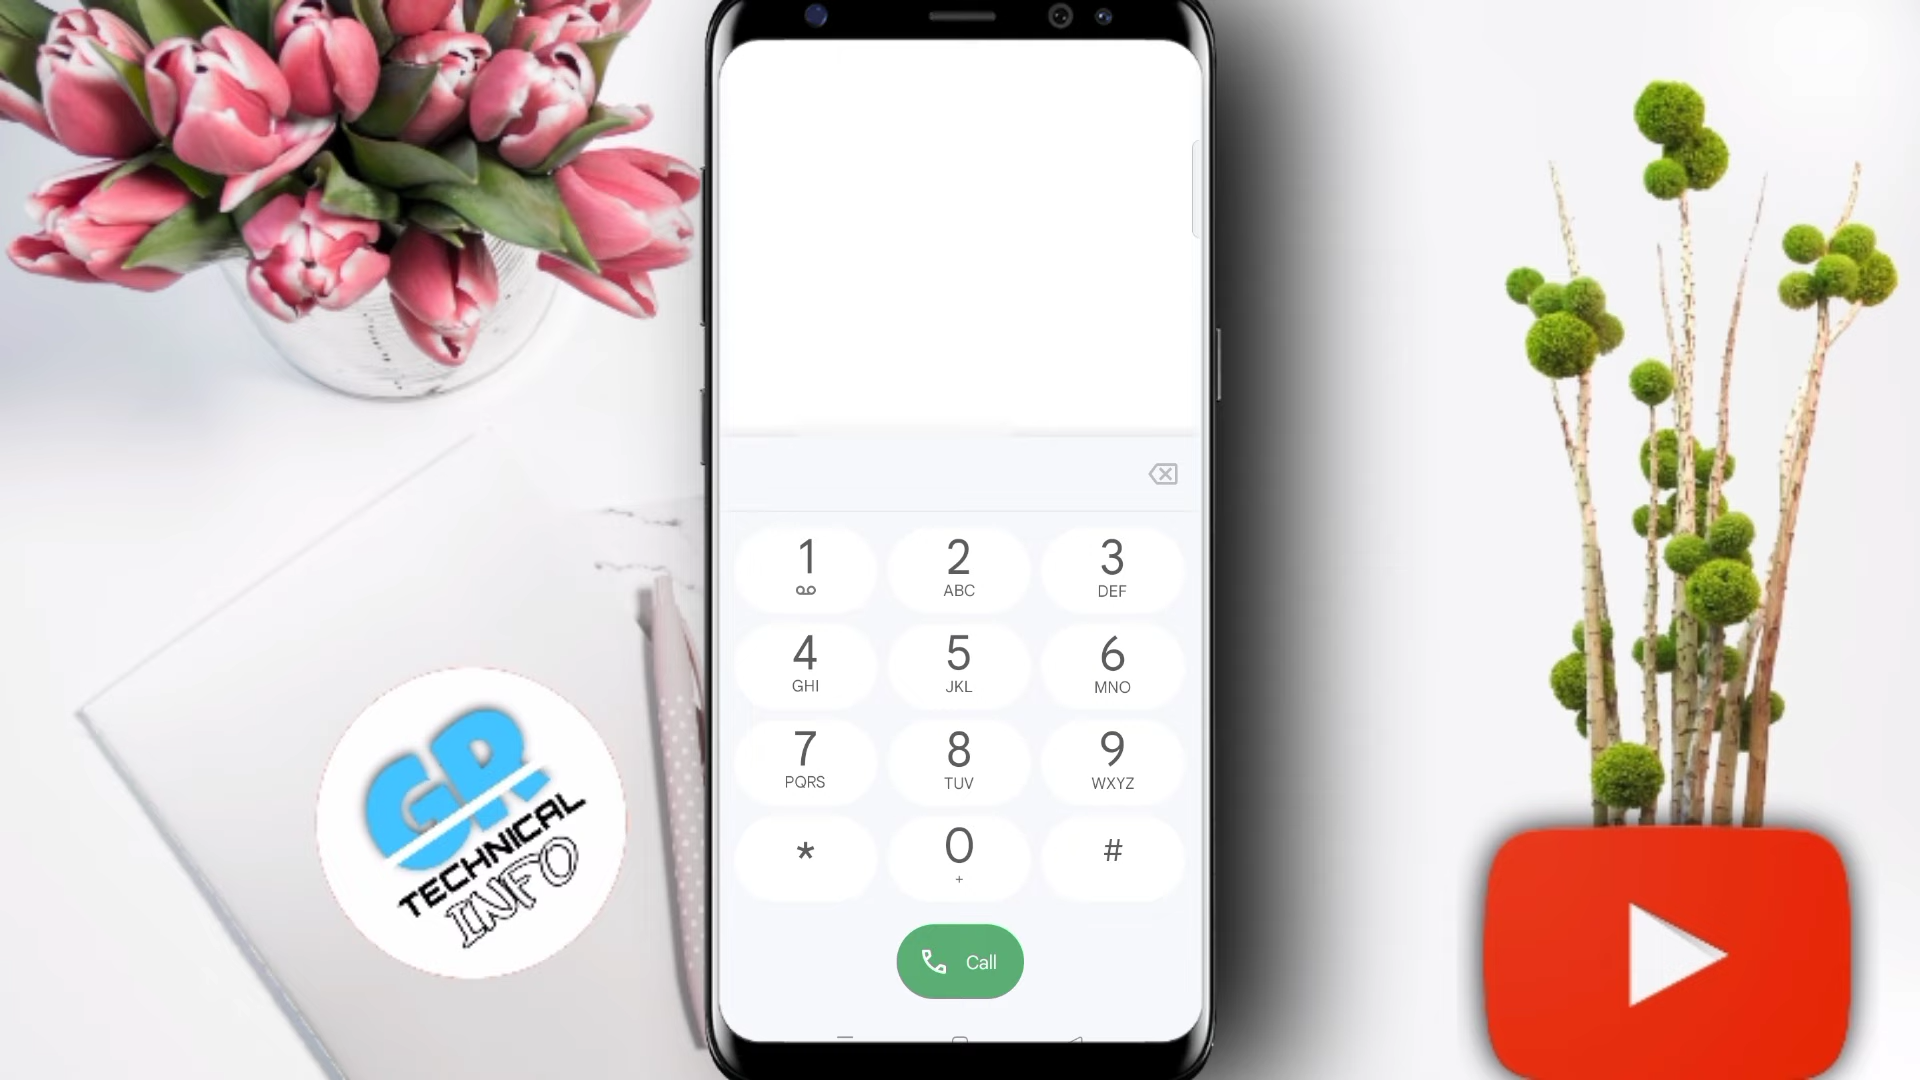 1
2
ABC
3
DEF
4
GHI
5
JKL
6
MNO
7
PQRS
8
TUV
9
WXYZ
*
0
+
#
Call
GR
TECHNICAL
INFO